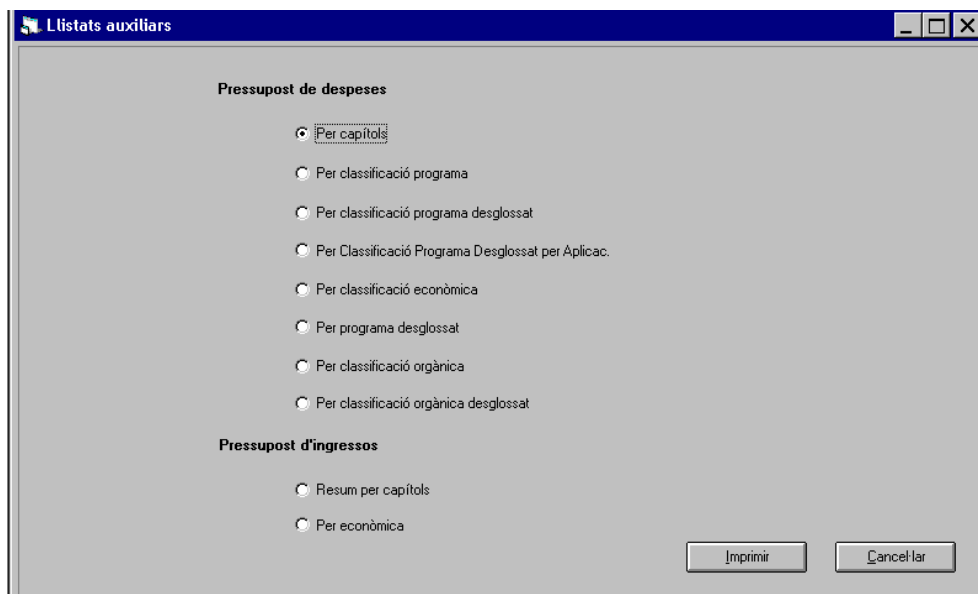 Llistats auxiliars
Pressupost de despeses
Per capítols
Per classificació programa
Per classificació programa desglossat
Per Classificació Programa Desglossat per Aplicac.
Per classificació econòmica
Per programa desglossat
Per classificació orgànica
Per classificació orgànica desglossat
Pressupost d'ingressos
Resum per capítols
Per econòmica
Imprimir
Cancel·lar